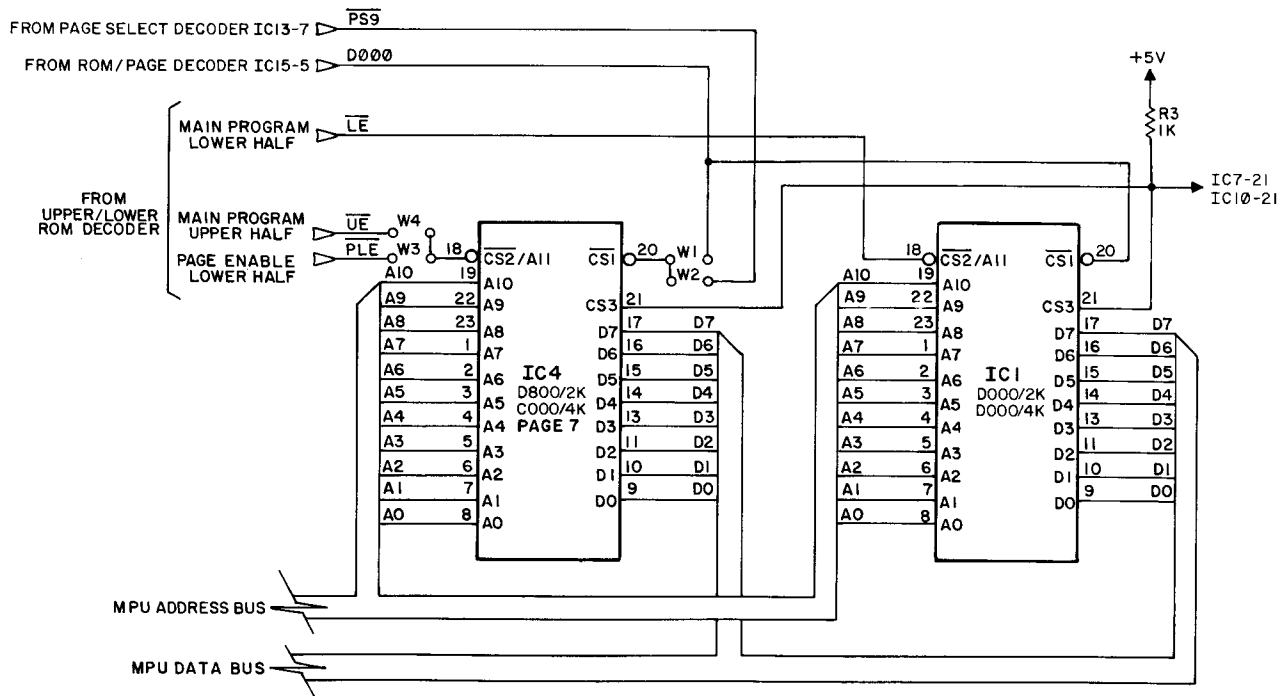 FROM PAGE SELECT DECODER IC13-7 PS9
FROM ROM/PAGE DECODER IC15-5 D000
+5V
R3
1K
MAIN PROGRAM
LOWER HALF
LE
IC7-21
IC10-21
FROM
UPPER/LOWER
ROM DECODER
MAIN PROGRAM
UPPER HALF
UE W4
PAGE ENABLE
LOWER HALF
PLE W3
18 CS2/A11 CS1 20 W1
W2
A10 19 A10
A9 22 A9 CS3 21
A8 23 A8 D7 17 D7
A7 1 A7 D6 16 D6
A6 2 A6 D5 15 D5
A5 3 A5 D4 14 D4
A4 4 A4 D3 13 D3
A3 5 A3 D2 11 D2
A2 6 A2 D1 10 D1
A1 7 A1 D0 9 D0
A0 8 A0
IC4
D800/2K
C000/4K
PAGE 7
18 CS2/A11 CS1 20
A10 19 A10
A9 22 A9 CS3 21
A8 23 A8 D7 17 D7
A7 1 A7 D6 16 D6
A6 2 A6 D5 15 D5
A5 3 A5 D4 14 D4
A4 4 A4 D3 13 D3
A3 5 A3 D2 11 D2
A2 6 A2 D1 10 D1
A1 7 A1 D0 9 D0
A0 8 A0
IC1
D000/2K
D000/4K
MPU ADDRESS BUS
MPU DATA BUS